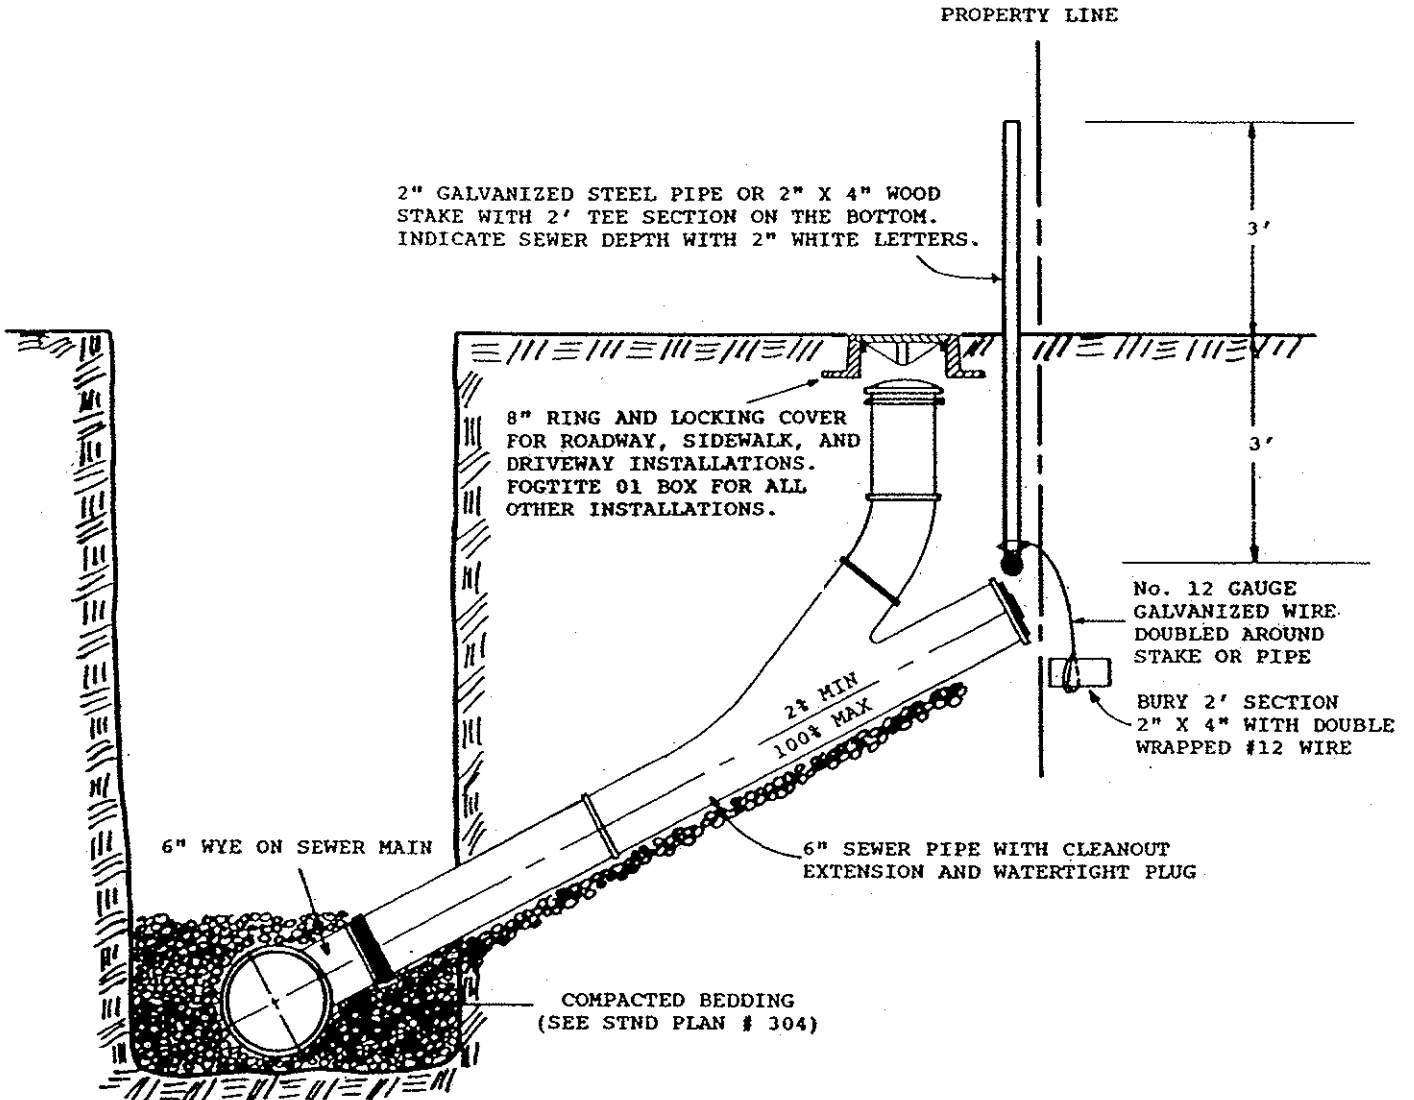 PROPERTY LINE
2" GALVANIZED STEEL PIPE OR 2" X 4" WOOD
STAKE WITH 2' TEE SECTION ON THE BOTTOM.
INDICATE SEWER DEPTH WITH 2" WHITE LETTERS.
3'
8" RING AND LOCKING COVER
FOR ROADWAY, SIDEWALK, AND
DRIVEWAY INSTALLATIONS.
FOGTITE 01 BOX FOR ALL
OTHER INSTALLATIONS.
3'
No. 12 GAUGE
GALVANIZED WIRE
DOUBLED AROUND
STAKE OR PIPE
BURY 2' SECTION
2" X 4" WITH DOUBLE
WRAPPED #12 WIRE
2% MIN
100% MAX
6" WYE ON SEWER MAIN
6" SEWER PIPE WITH CLEANOUT
EXTENSION AND WATERTIGHT PLUG
COMPACTED BEDDING
(SEE STND PLAN # 304)